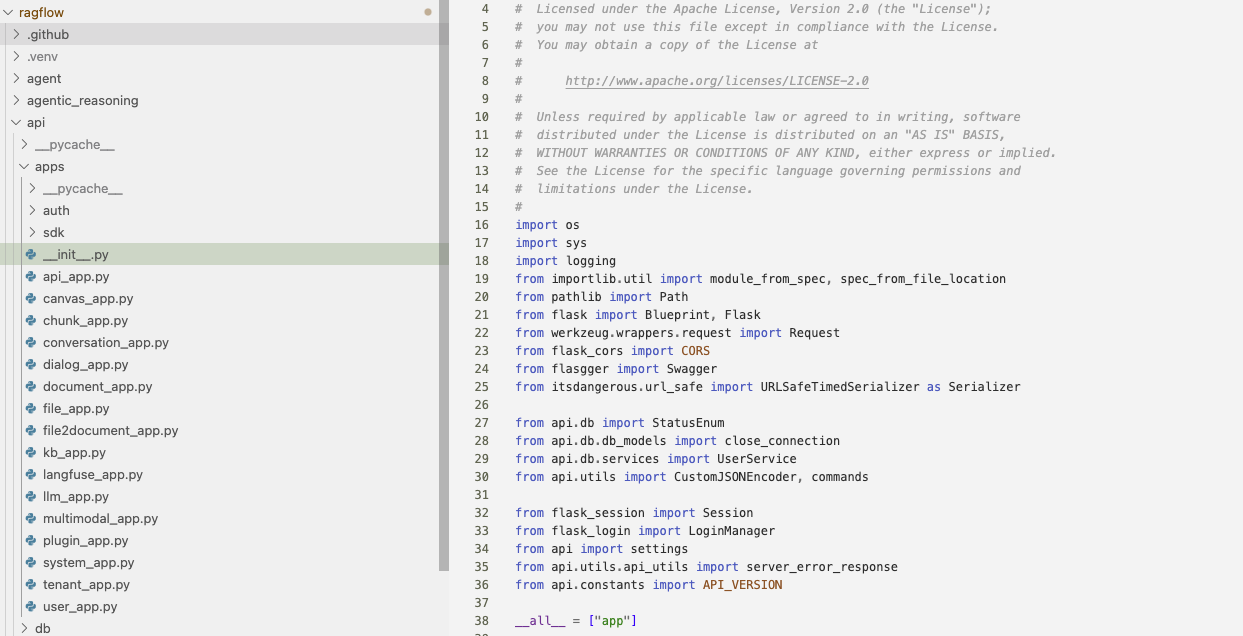 ragflow
.github
.venv
agent
agentic_reasoning
api
__pycache__
apps
__pycache__
auth
sdk
__init__.py
api_app.py
canvas_app.py
chunk_app.py
conversation_app.py
dialog_app.py
document_app.py
file_app.py
file2document_app.py
kb_app.py
langfuse_app.py
llm_app.py
multimodal_app.py
plugin_app.py
system_app.py
tenant_app.py
user_app.py
db
4 #  Licensed under the Apache License, Version 2.0 (the "License");
5 #  you may not use this file except in compliance with the License.
6 #  You may obtain a copy of the License at
7 #
8 #      http://www.apache.org/licenses/LICENSE-2.0
9 #
10 #  Unless required by applicable law or agreed to in writing, software
11 #  distributed under the License is distributed on an "AS IS" BASIS,
12 #  WITHOUT WARRANTIES OR CONDITIONS OF ANY KIND, either express or implied.
13 #  See the License for the specific language governing permissions and
14 #  limitations under the License.
15 #
16 import os
17 import sys
18 import logging
19 from importlib.util import module_from_spec, spec_from_file_location
20 from pathlib import Path
21 from flask import Blueprint, Flask
22 from werkzeug.wrappers.request import Request
23 from flask_cors import CORS
24 from flasgger import Swagger
25 from itsdangerous.url_safe import URLSafeTimedSerializer as Serializer
26
27 from api.db import StatusEnum
28 from api.db.db_models import close_connection
29 from api.db.services import UserService
30 from api.utils import CustomJSONEncoder, commands
31
32 from flask_session import Session
33 from flask_login import LoginManager
34 from api import settings
35 from api.utils.api_utils import server_error_response
36 from api.constants import API_VERSION
37
38 __all__ = ["app"]